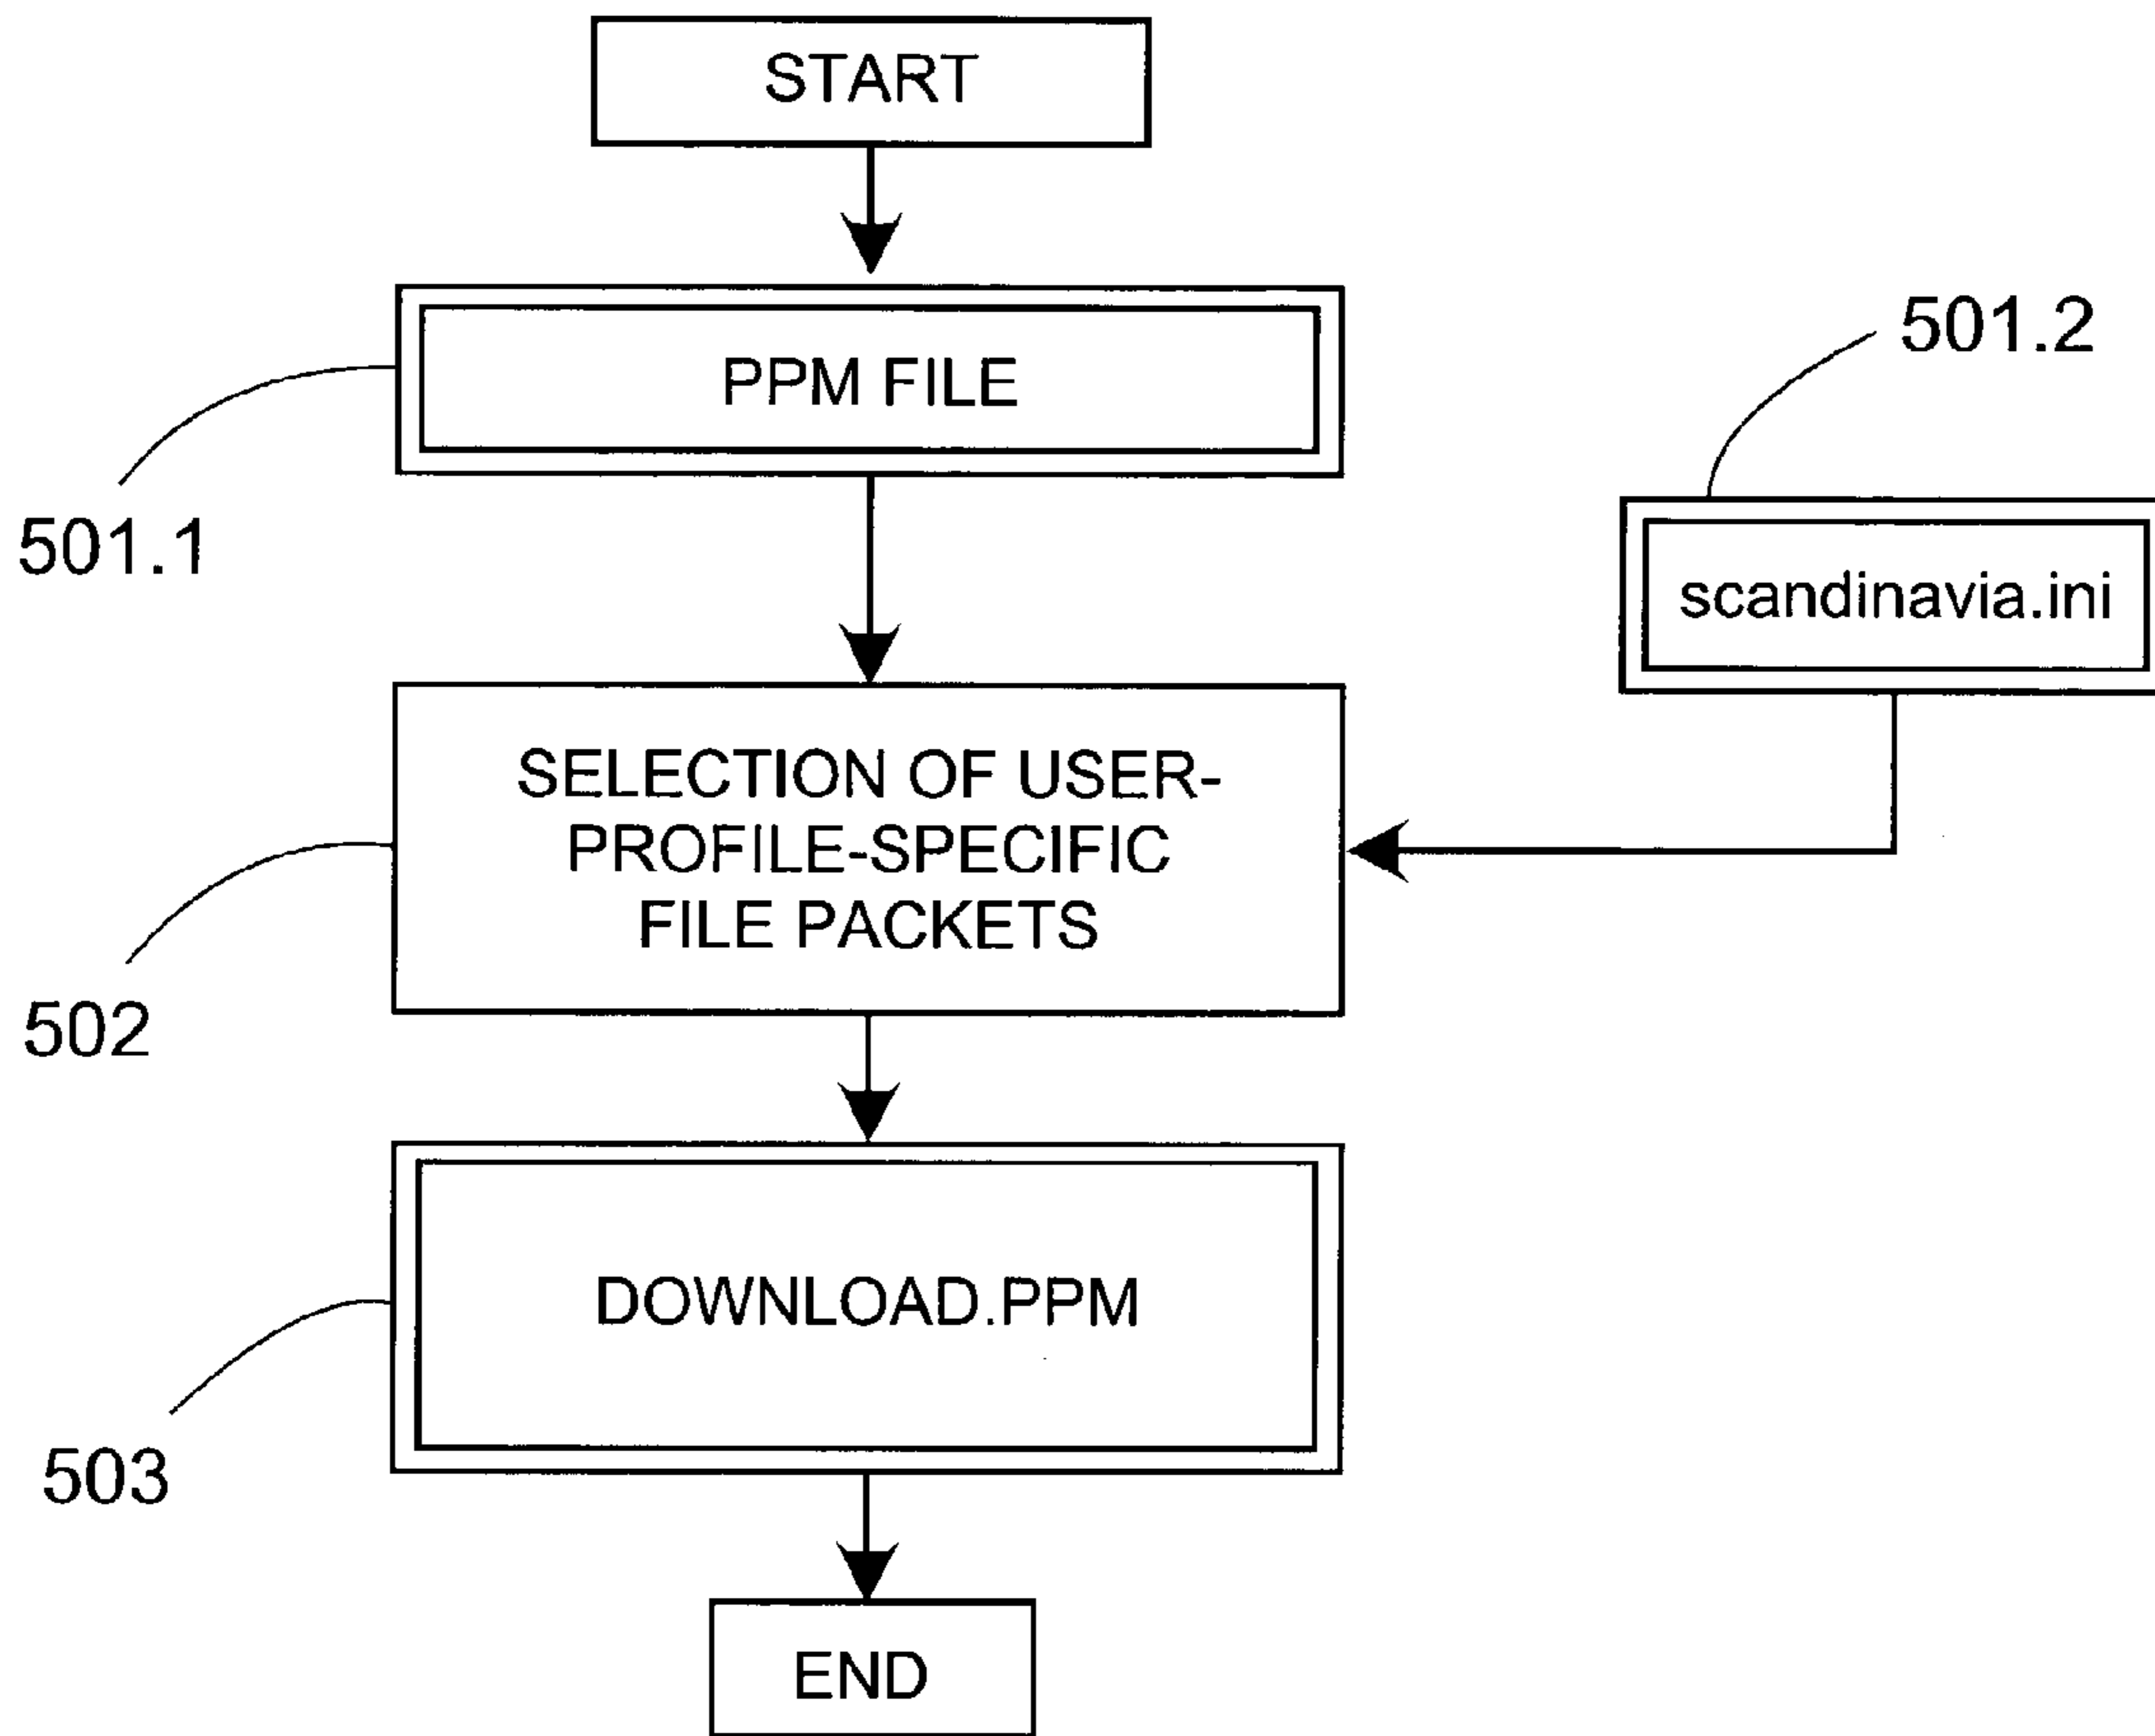 START
PPM FILE
501.1
501.2
scandinavia.ini
SELECTION OF USER-
PROFILE-SPECIFIC
FILE PACKETS
502
DOWNLOAD.PPM
503
END